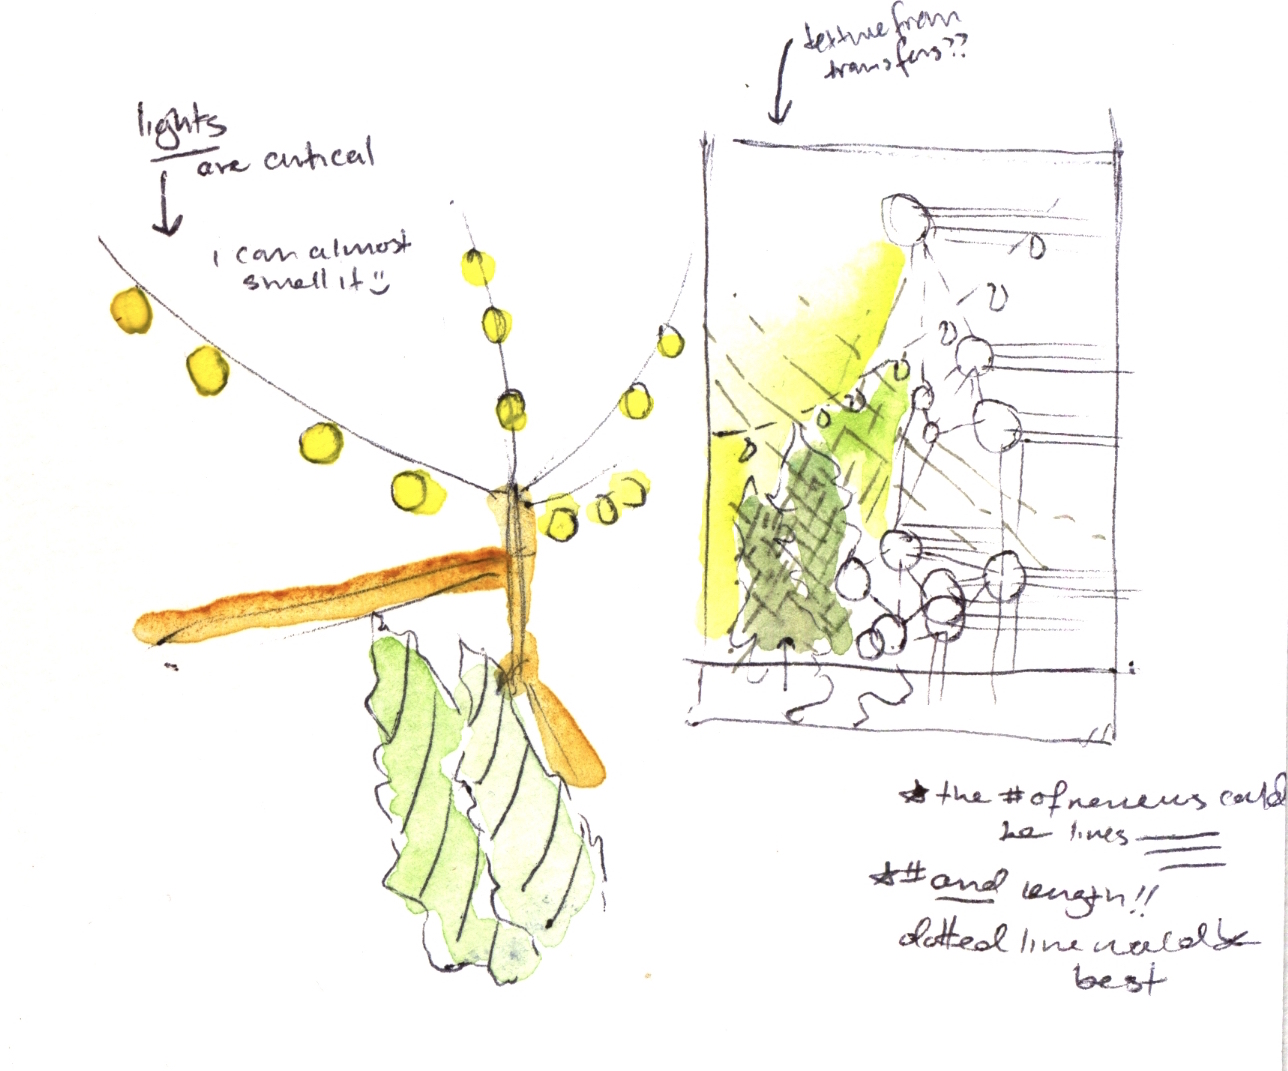 lights
are critical
i can almost
smell it
texture from
transfers??
* the # of reviews could
be lines
* # and length!!
dotted line would be
best